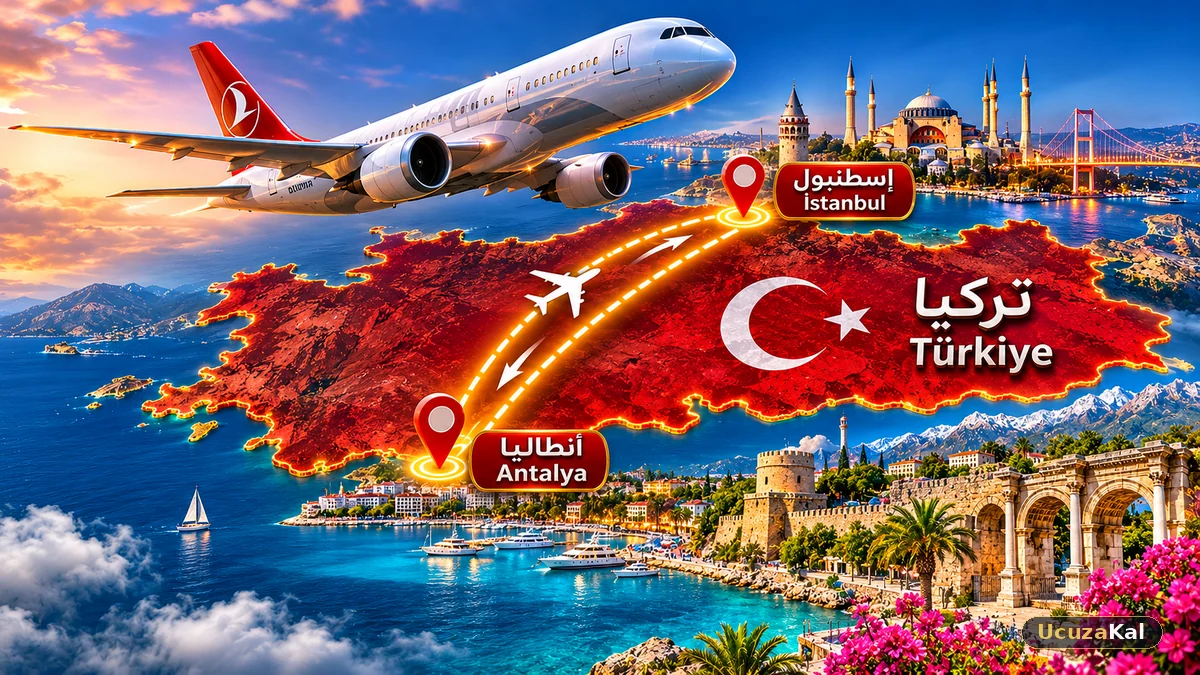 إسطنبول
İstanbul
تركيا
Türkiye
أنطاليا
Antalya
UcuzaKal